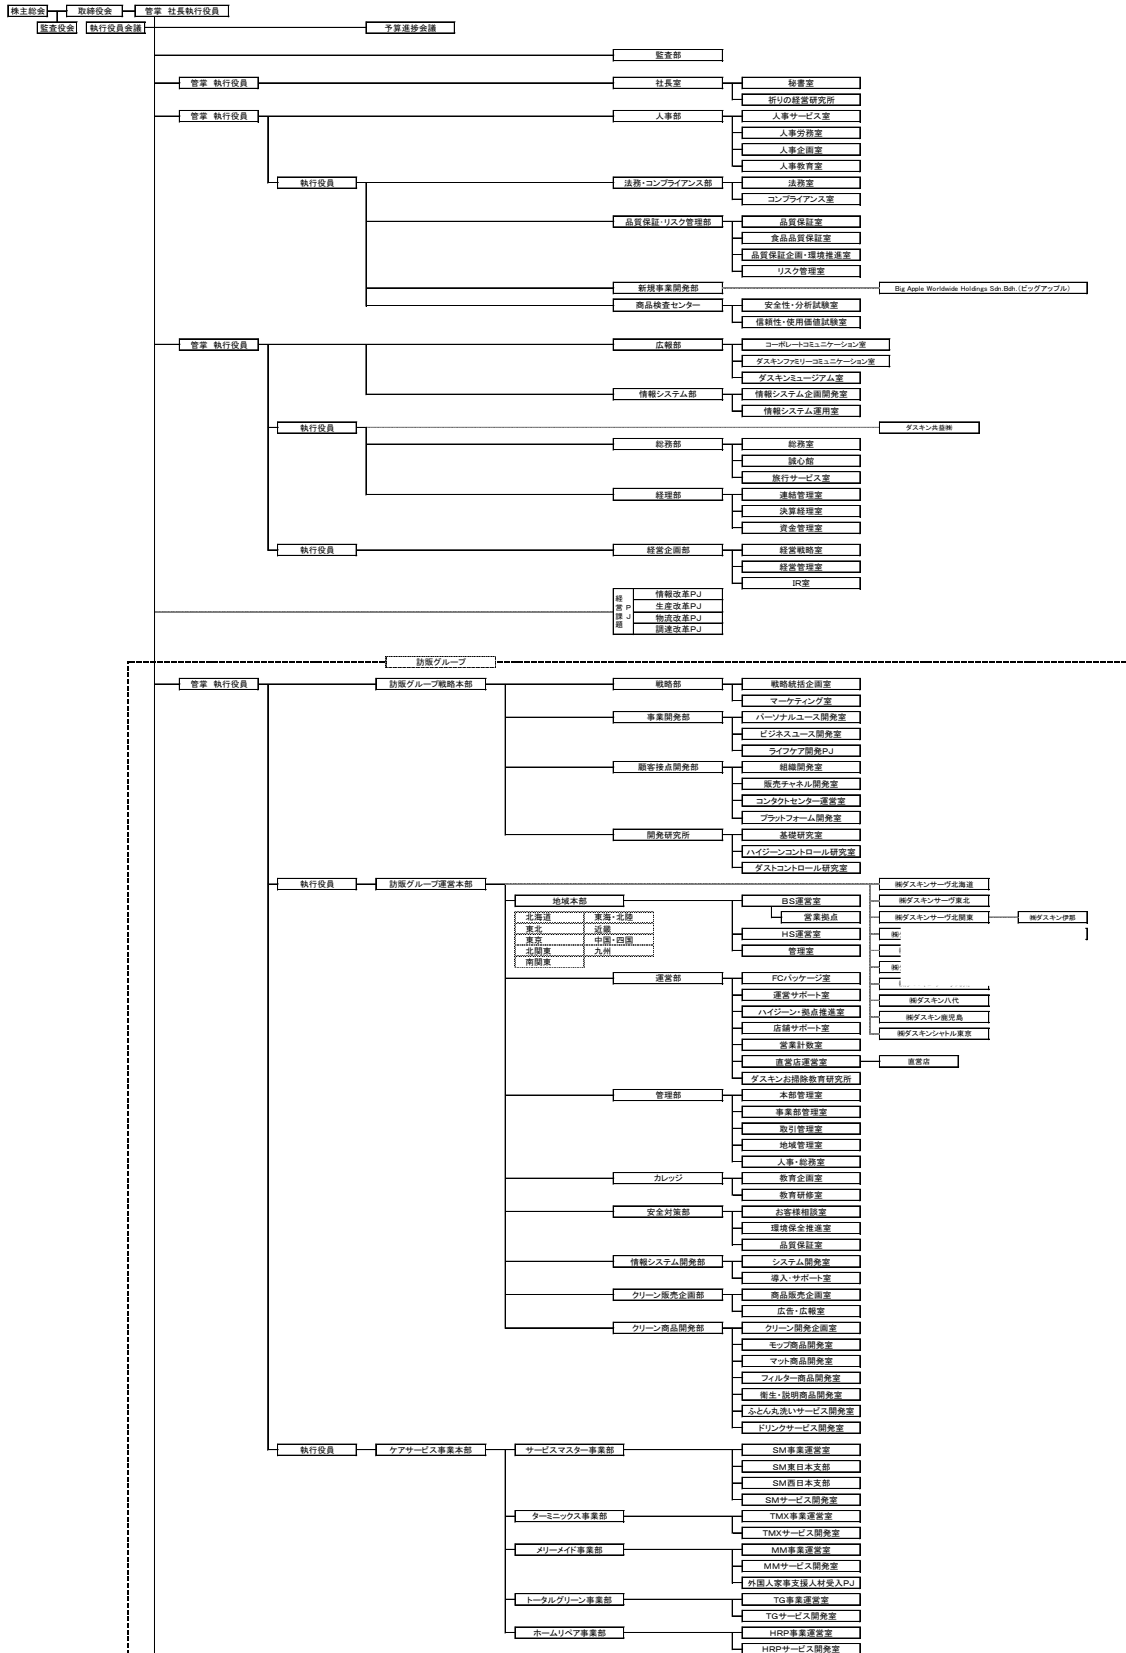 株主総会 取締役会 管掌 社長執行役員
監査役会 執行役員会議 予算進捗会議
監査部
管掌 執行役員 社長室 秘書室
祈りの経営研究所
管掌 執行役員 人事部 人事サービス室
人事労務室
人事企画室
人事教育室
執行役員 法務・コンプライアンス部 法務室
コンプライアンス室
品質保証・リスク管理部 品質保証室
食品品質保証室
品質保証企画・環境推進室
リスク管理室
新規事業開発部 Big Apple Worldwide Holdings Sdn.Bdh.(ビッグアップル)
商品検査センター 安全性・分析試験室
信頼性・使用価値試験室
管掌 執行役員 広報部 コーポレートコミュニケーション室
ダスキンファミリーコミュニケーション室
ダスキンミュージアム室
情報システム部 情報システム企画開発室
情報システム運用室
執行役員 ダスキン共益㈱
総務部 総務室
誠心館
旅行サービス室
経理部 連結管理室
決算経理室
資金管理室
執行役員 経営企画部 経営戦略室
経営管理室
IR室
経営課題PJ 情報改革PJ
生産改革PJ
物流改革PJ
調達改革PJ
訪販グループ
管掌 執行役員 訪販グループ戦略本部 戦略部 戦略統括企画室
マーケティング室
事業開発部 パーソナルユース開発室
ビジネスユース開発室
ライフケア開発PJ
顧客接点開発部 組織開発室
販売チャネル開発室
コンタクトセンター運営室
プラットフォーム開発室
開発研究所 基礎研究室
ハイジーンコントロール研究室
ダストコントロール研究室
執行役員 訪販グループ運営本部 ㈱ダスキンサーヴ北海道
地域本部 BS運営室 ㈱ダスキンサーヴ東北
北海道 東海・北陸 営業拠点 ㈱ダスキンサーヴ北関東 ㈱ダスキン伊那
東北 近畿
東京 中国・四国 HS運営室
北関東 九州 管理室
南関東
運営部 FCパッケージ室
運営サポート室 ㈱ダスキン八代
ハイジーン・拠点推進室 ㈱ダスキン鹿児島
店舗サポート室 ㈱ダスキンシャトル東京
営業計数室
直営店運営室 直営店
ダスキンお掃除教育研究所
管理部 本部管理室
事業部管理室
取引管理室
地域管理室
人事・総務室
カレッジ 教育企画室
教育研修室
安全対策部 お客様相談室
環境保全推進室
品質保証室
情報システム開発部 システム開発室
導入・サポート室
クリーン販売企画部 商品販売企画室
広告・広報室
クリーン商品開発部 クリーン開発企画室
モップ商品開発室
マット商品開発室
フィルター商品開発室
衛生・説明商品開発室
ふとん丸洗いサービス開発室
ドリンクサービス開発室
執行役員 ケアサービス事業本部 サービスマスター事業部 SM事業運営室
SM東日本支部
SM西日本支部
SMサービス開発室
ターミニックス事業部 TMX事業運営室
TMXサービス開発室
メリーメイド事業部 MM事業運営室
MMサービス開発室
外国人家事支援人材受入PJ
トータルグリーン事業部 TG事業運営室
TGサービス開発室
ホームリペア事業部 HRP事業運営室
HRPサービス開発室